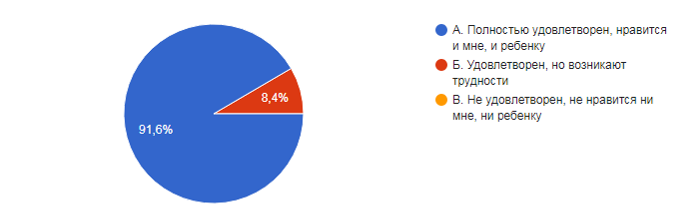 А. Полностью удовлетворен, нравится
и мне, и ребенку
Б. Удовлетворен, но возникают
трудности
В. Не удовлетворен, не нравится ни
мне, ни ребенку
8,4%
91,6%